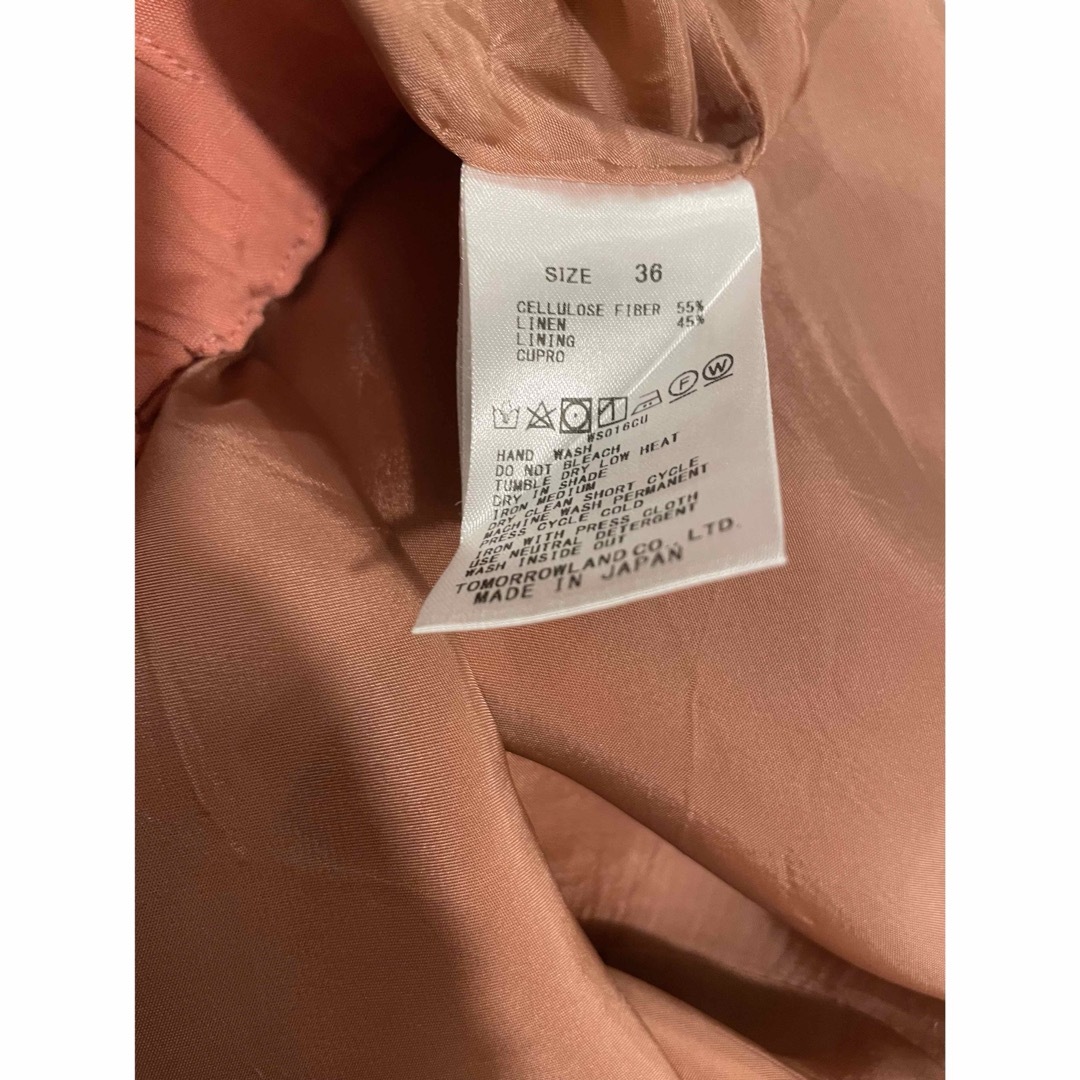 SIZE 36
CELLULOSE FIBER 55%
LINEN 45%
LINING
CUPRO
F W
WS016CU
HAND WASH
DO NOT BLEACH
TUMBLE DRY LOW HEAT
DRY IN SHADE
IRON MEDIUM
DRY CLEAN SHORT CYCLE
MACHINE WASH PERMANENT
PRESS CYCLE COLD
IRON WITH PRESS CLOTH
USE NEUTRAL DETERGENT
WASH INSIDE OUT
TOMORROWLAND CO., LTD.
MADE IN JAPAN